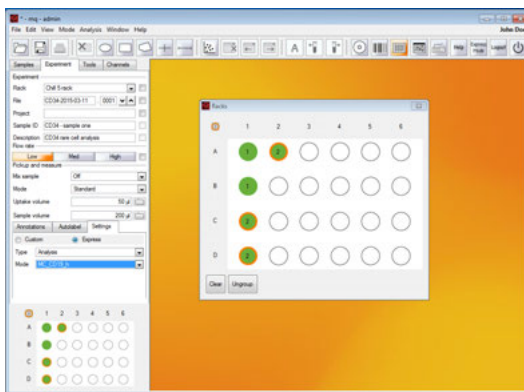 * - mq - admin
File Edit View Mode Analysis Window Help
John Doe
A
Help
Logout
Samples Experiment Tools Channels
Experiment
Rack Chill 5 rack
File CD34-2015-03-11 0001
Project
Sample ID CD34 - sample one
Description CD34 rare cell analysis
Flow rate
Low Med High
Pickup and measure
Mix sample Off
Mode Standard
Uptake volume 50 µl
Sample volume 200 µl
Annotations Autolabel Settings
Custom Express
Type Analysis
Mode
1 2 3 4 5 6
A
B
C
D
Racks
1 2 3 4 5 6
A 1 2
B 1
C 2
D 2
Clear Ungroup